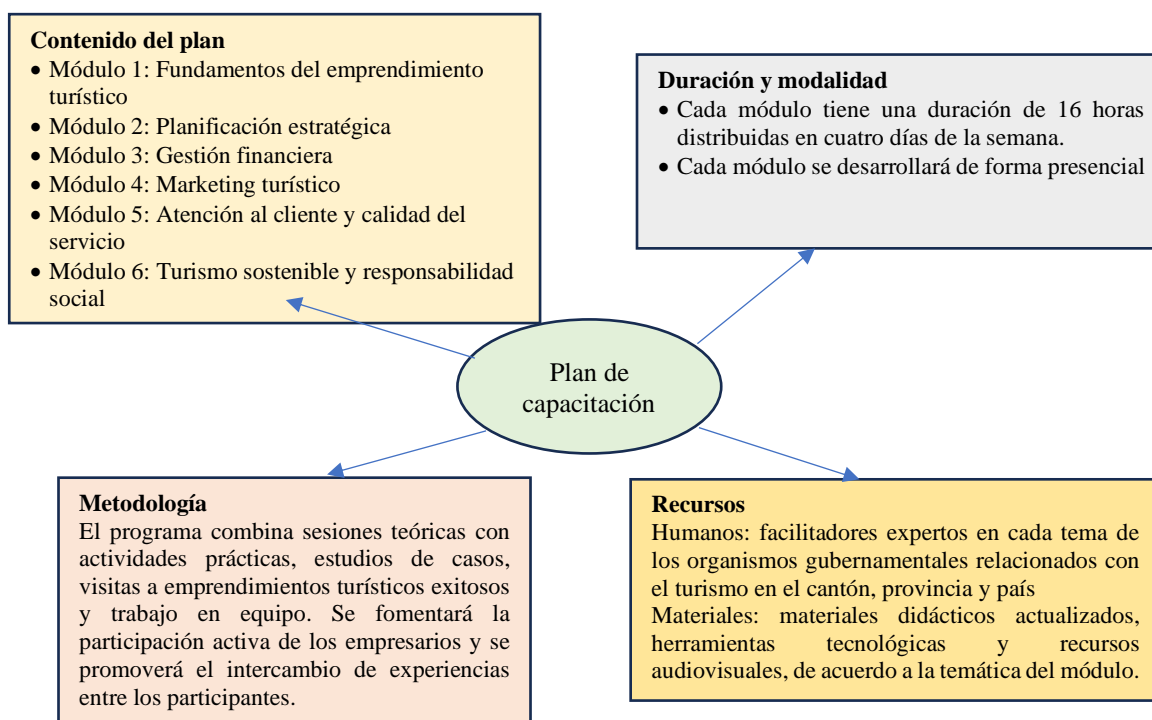 Contenido del plan
• Módulo 1: Fundamentos del emprendimiento
turístico
• Módulo 2: Planificación estratégica
• Módulo 3: Gestión financiera
• Módulo 4: Marketing turístico
• Módulo 5: Atención al cliente y calidad del
servicio
• Módulo 6: Turismo sostenible y responsabilidad
social
Duración y modalidad
• Cada módulo tiene una duración de 16 horas
distribuidas en cuatro días de la semana.
• Cada módulo se desarrollará de forma presencial
Plan de
capacitación
Metodología
El programa combina sesiones teóricas con
actividades prácticas, estudios de casos,
visitas a emprendimientos turísticos exitosos
y trabajo en equipo. Se fomentará la
participación activa de los empresarios y se
promoverá el intercambio de experiencias
entre los participantes.
Recursos
Humanos: facilitadores expertos en cada tema de
los organismos gubernamentales relacionados con
el turismo en el cantón, provincia y país
Materiales: materiales didácticos actualizados,
herramientas tecnológicas y recursos
audiovisuales, de acuerdo a la temática del módulo.